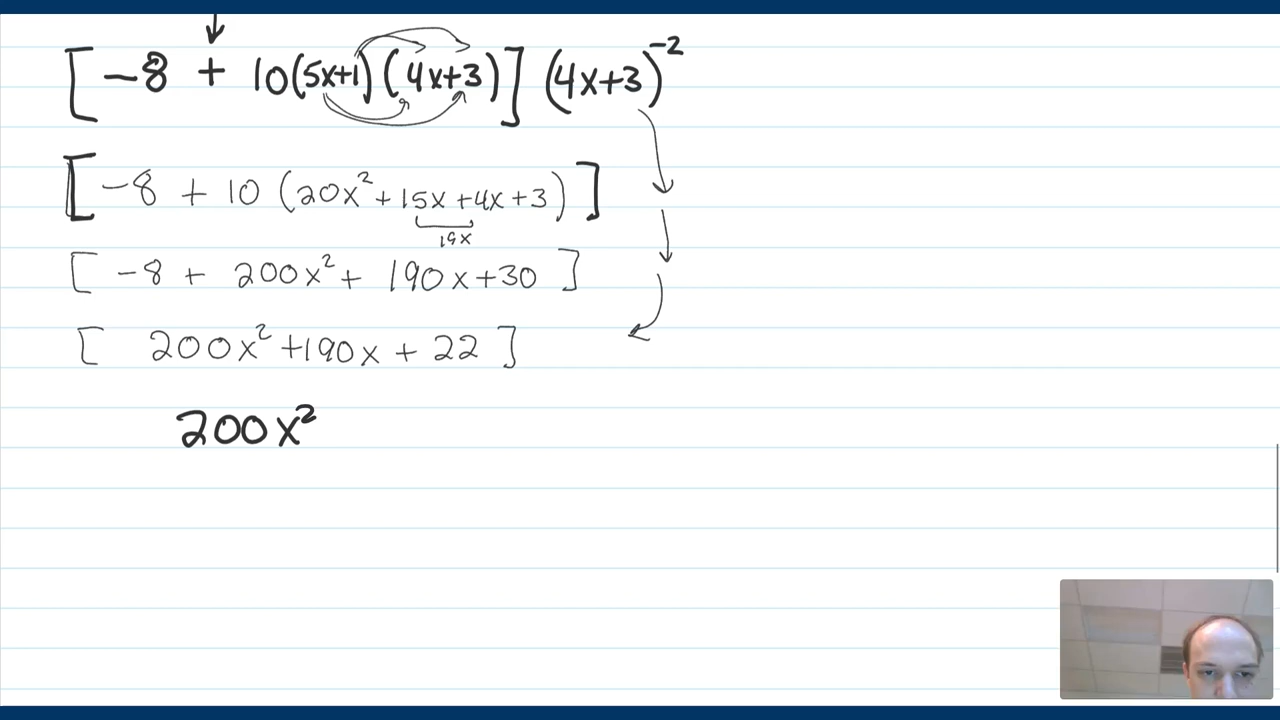 [-8 + 10(5x+1)(4x+3)] (4x+3)⁻²
[-8 + 10 (20x² + 15x + 4x + 3)]
19x
[ -8 + 200x² + 190x + 30 ]
[ 200x² + 190x + 22 ]
200x²